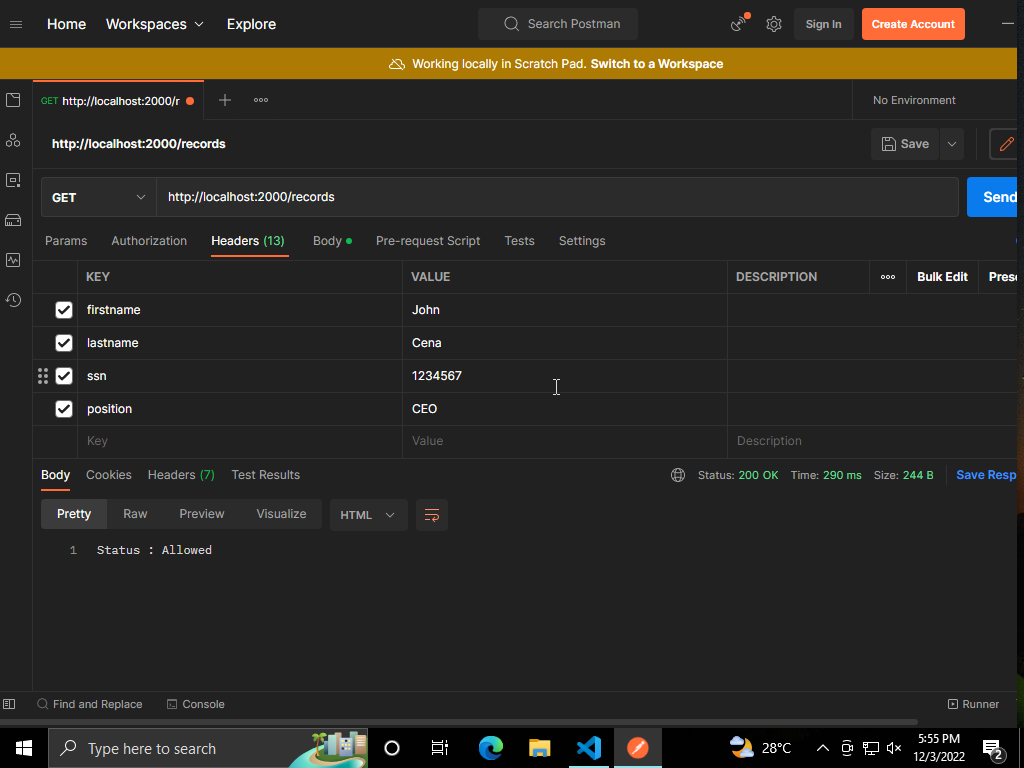 Home Workspaces Explore Search Postman Sign In Create Account
Working locally in Scratch Pad. Switch to a Workspace
GET http://localhost:2000/r No Environment
http://localhost:2000/records Save
GET http://localhost:2000/records Send
Params Authorization Headers (13) Body Pre-request Script Tests Settings
KEY VALUE DESCRIPTION Bulk Edit
firstname John
lastname Cena
ssn 1234567
position CEO
Key Value Description
Body Cookies Headers (7) Test Results Status: 200 OK Time: 290 ms Size: 244 B Save Resp
Pretty Raw Preview Visualize HTML
1 Status : Allowed
Find and Replace Console Runner
Type here to search 28°C 5:55 PM
12/3/2022 2